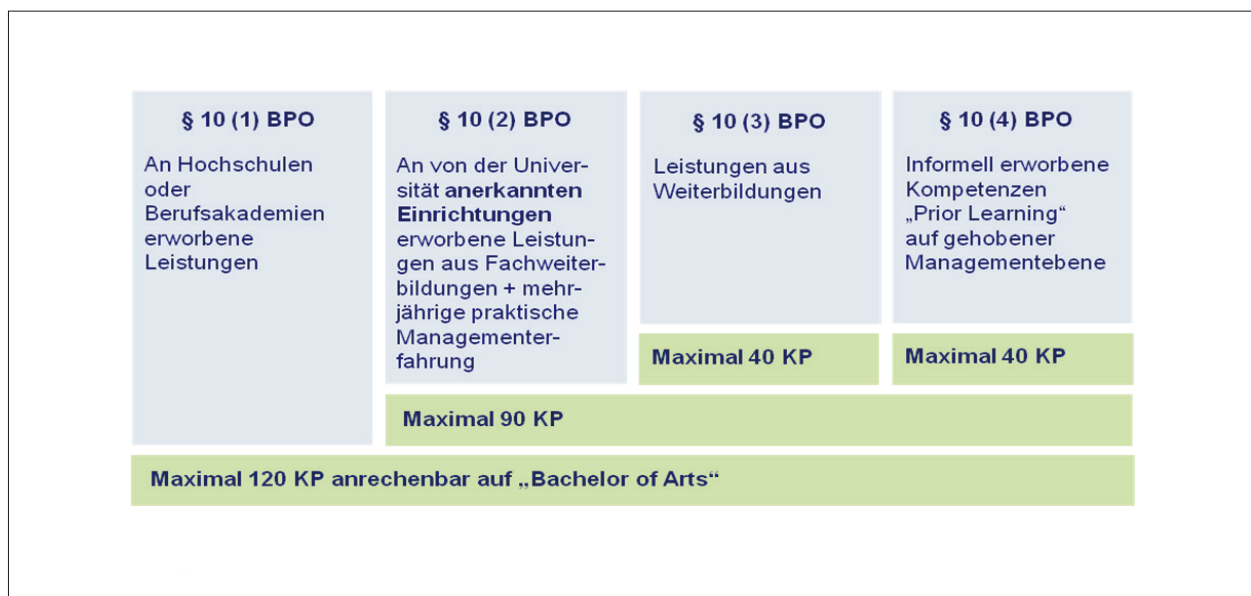 § 10 (1) BPO
An Hochschulen
oder
Berufsakademien
erworbene
Leistungen
§ 10 (2) BPO
An von der Univer-
sität anerkannten
Einrichtungen
erworbene Leistun-
gen aus Fachweiter-
bildungen + mehr-
jährige praktische
Managementer-
fahrung
§ 10 (3) BPO
Leistungen aus
Weiterbildungen
§ 10 (4) BPO
Informell erworbene
Kompetenzen
„Prior Learning“
auf gehobener
Managementebene
Maximal 40 KP
Maximal 40 KP
Maximal 90 KP
Maximal 120 KP anrechenbar auf „Bachelor of Arts“